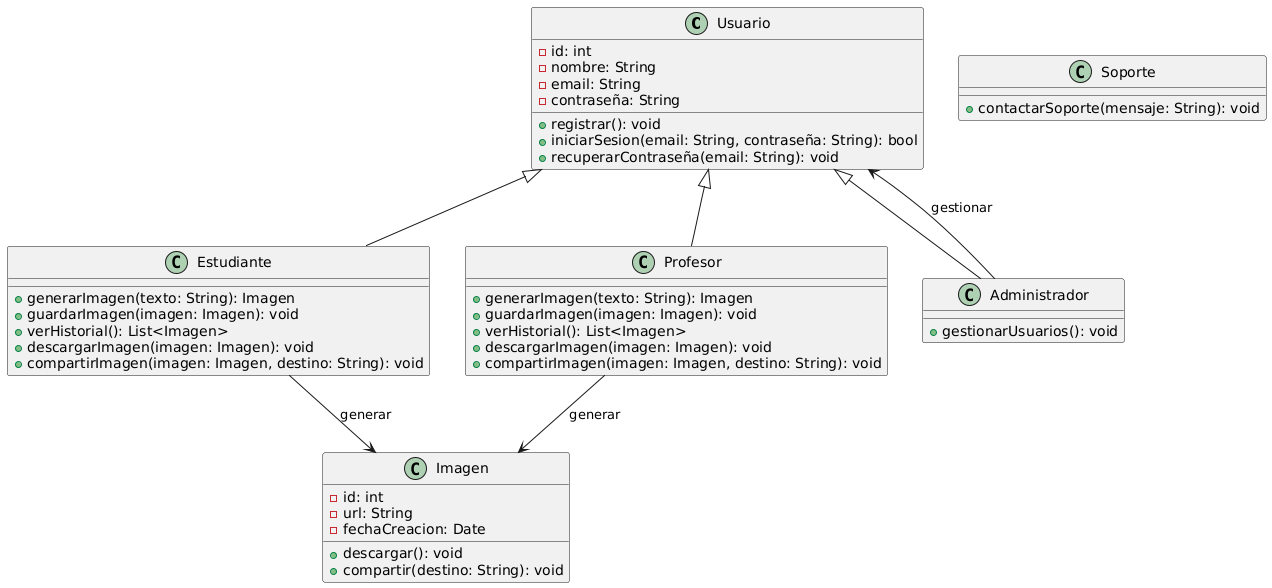 C Usuario
id: int
nombre: String
email: String
contraseña: String
registrar(): void
iniciarSesion(email: String, contraseña: String): bool
recuperarContraseña(email: String): void
C Soporte
contactarSoporte(mensaje: String): void
gestionar
C Estudiante
generarImagen(texto: String): Imagen
guardarImagen(imagen: Imagen): void
verHistorial(): List<Imagen>
descargarImagen(imagen: Imagen): void
compartirImagen(imagen: Imagen, destino: String): void
C Profesor
generarImagen(texto: String): Imagen
guardarImagen(imagen: Imagen): void
verHistorial(): List<Imagen>
descargarImagen(imagen: Imagen): void
compartirImagen(imagen: Imagen, destino: String): void
C Administrador
gestionarUsuarios(): void
generar
generar
C Imagen
id: int
url: String
fechaCreacion: Date
descargar(): void
compartir(destino: String): void